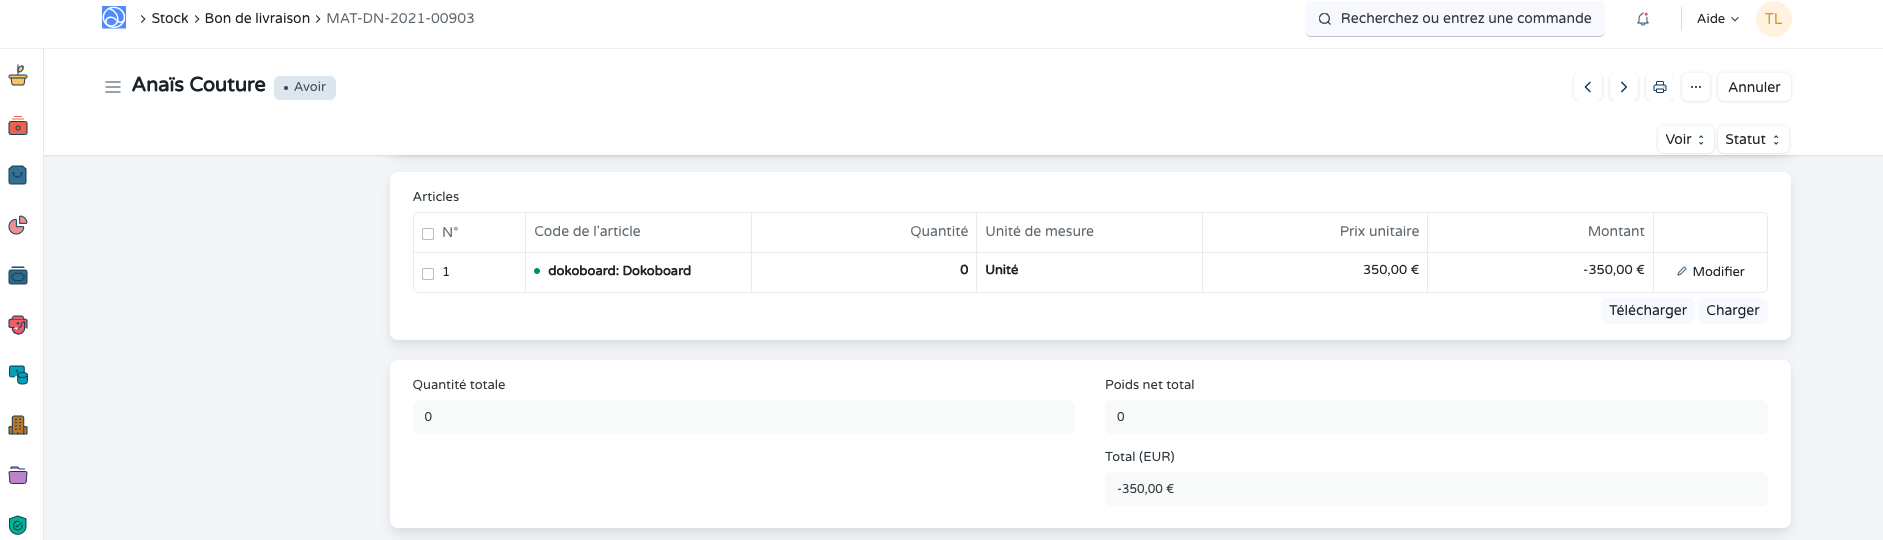 Stock
Bon de livraison
MAT-DN-2021-00903
Recherchez ou entrez une commande
Aide
TL
Anaïs Couture
• Avoir
...
Annuler
Voir
Statut
Articles
N° Code de l'article Quantité Unité de mesure Prix unitaire Montant
1 dokoboard: Dokoboard 0 Unité 350,00 € -350,00 € Modifier
Télécharger Charger
Quantité totale
0
Poids net total
0
Total (EUR)
-350,00 €